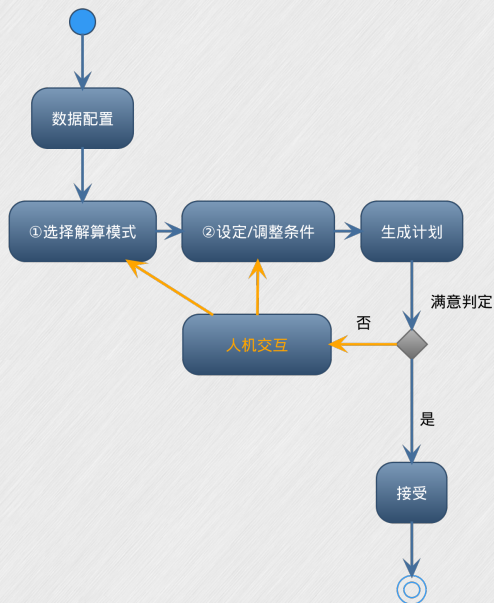 数据配置
①选择解算模式
②设定/调整条件
生成计划
满意判定
否
人机交互
是
接受